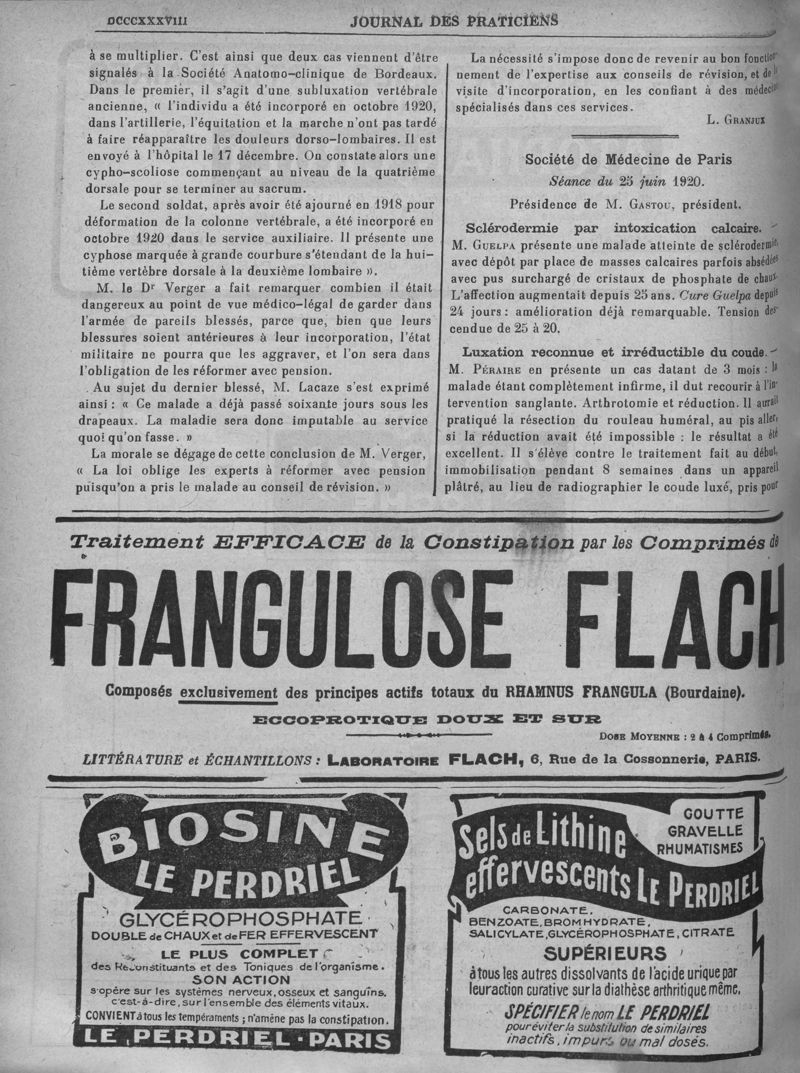 DCCCXXXVIII
JOURNAL DES PRATICIENS
à se multiplier. C'est ainsi que deux cas viennent d'être
signalés à la Société Anatomo-clinique de Bordeaux.
Dans le premier, il s'agit d'une subluxation vertébrale
ancienne, « l'individu a été incorporé en octobre 1920,
dans l'artillerie, l'équitation et la marche n'ont pas tardé
à faire réapparaître les douleurs dorso-lombaires. Il est
envoyé à l'hôpital le 17 décembre. On constate alors une
cypho-scoliose commençant au niveau de la quatrième
dorsale pour se terminer au sacrum.
Le second soldat, après avoir été ajourné en 1918 pour
déformation de la colonne vertébrale, a été incorporé en
octobre 1920 dans le service auxiliaire. Il présente une
cyphose marquée à grande courbure s'étendant de la hui-
tième vertèbre dorsale à la deuxième lombaire ».
M. le Dr Verger a fait remarquer combien il était
dangereux au point de vue médico-légal de garder dans
l'armée de pareils blessés, parce que, bien que leurs
blessures soient antérieures à leur incorporation, l'état
militaire ne pourra que les aggraver, et l'on sera dans
l'obligation de les réformer avec pension.
Au sujet du dernier blessé, M. Lacaze s'est exprimé
ainsi : « Ce malade a déjà passé soixante jours sous les
drapeaux. La maladie sera donc imputable au service
quoi qu'on fasse. »
La morale se dégage de cette conclusion de M. Verger,
« La loi oblige les experts à réformer avec pension
puisqu'on a pris le malade au conseil de révision. »
La nécessité s'impose donc de revenir au bon fonction-
nement de l'expertise aux conseils de révision, et de la
visite d'incorporation, en les confiant à des médecins
spécialisés dans ces services.
L. GRANJUX
Société de Médecine de Paris
Séance du 25 juin 1920.
Présidence de M. GASTOU, président.
Sclérodermie par intoxication calcaire. —
M. GUELPA présente une malade atteinte de sclérodermie,
avec dépôt par place de masses calcaires parfois abcédées
avec pus surchargé de cristaux de phosphate de chaux.
L'affection augmentait depuis 25 ans. Cure Guelpa depuis
24 jours : amélioration déjà remarquable. Tension des-
cendue de 25 à 20.
Luxation reconnue et irréductible du coude. —
M. PÉRAIRE en présente un cas datant de 3 mois : la
malade étant complètement infirme, il dut recourir à l'in-
tervention sanglante. Arthrotomie et réduction. Il aurait
pratiqué la résection du rouleau huméral, au pis aller,
si la réduction avait été impossible : le résultat a été
excellent. Il s'élève contre le traitement fait au début,
immobilisation pendant 8 semaines dans un appareil
plâtré, au lieu de radiographier le coude luxé, pris pour
Traitement EFFICACE de la Constipation par les Comprimés de
FRANGULOSE FLACH
Composés exclusivement des principes actifs totaux du RHAMNUS FRANGULA (Bourdaine).
ECCOPROTIQUE DOUX ET SUR
DOSE MOYENNE : 2 à 4 Comprimés.
LITTÉRATURE et ÉCHANTILLONS : LABORATOIRE FLACH, 6, Rue de la Cossonnerie, PARIS.
BIOSINE
LE PERDRIEL
GLYCÉROPHOSPHATE
DOUBLE de CHAUX et de FER EFFERVESCENT
LE PLUS COMPLET
des Reconstituants et des Toniques de l'organisme.
SON ACTION
s'opère sur les systèmes nerveux, osseux et sanguins,
c'est-à-dire, sur l'ensemble des éléments vitaux.
CONVIENT à tous les tempéraments ; n'amène pas la constipation.
LE PERDRIEL - PARIS
Sels de Lithine
effervescents LE PERDRIEL
GOUTTE
GRAVELLE
RHUMATISMES
CARBONATE,
BENZOATE, BROMHYDRATE,
SALICYLATE, GLYCÉROPHOSPHATE, CITRATE
SUPÉRIEURS
à tous les autres dissolvants de l'acide urique par
leur action curative sur la diathèse arthritique même.
SPÉCIFIER le nom LE PERDRIEL
pour éviter la substitution de similaires
inactifs, impurs ou mal dosés.